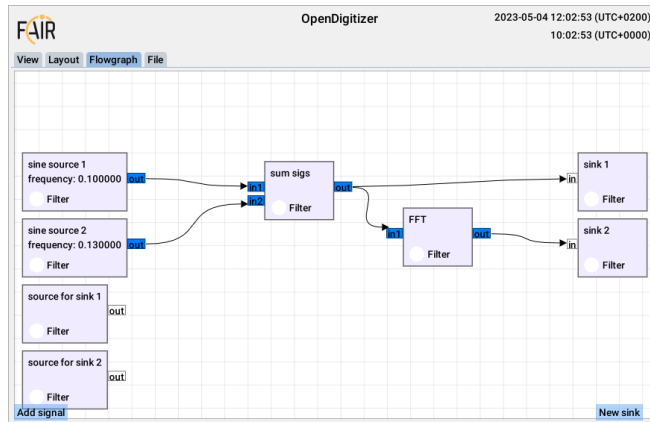 FAIR
OpenDigitizer
2023-05-04 12:02:53 (UTC+0200)
10:02:53 (UTC+0000)
View Layout Flowgraph File
sine source 1
frequency: 0.100000
out
Filter
sine source 2
frequency: 0.130000
out
Filter
source for sink 1
out
Filter
source for sink 2
out
Filter
sum sigs
in1
in2
out
Filter
FFT
in1
out
Filter
sink 1
in
Filter
sink 2
in
Filter
Add signal
New sink